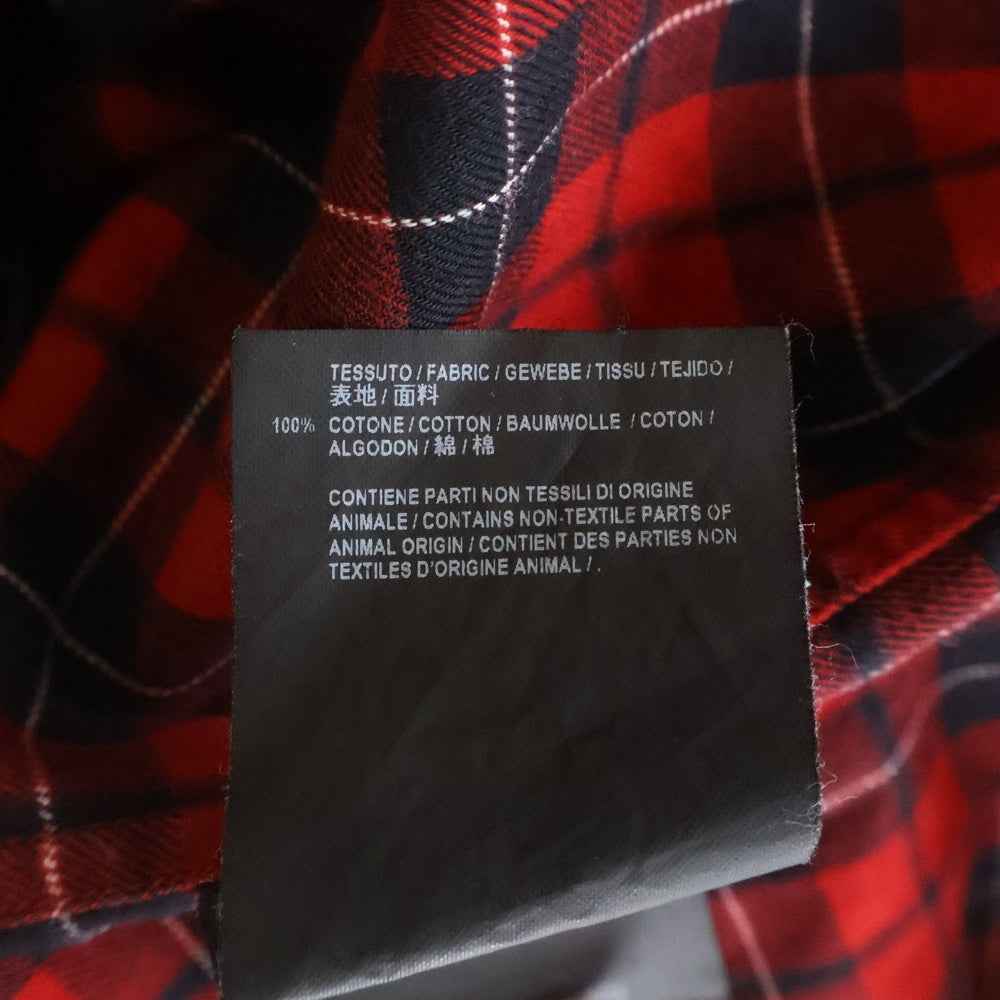 TESSUTO / FABRIC / GEWEBE / TISSU / TEJIDO /
表地 / 面料
100% COTONE / COTTON / BAUMWOLLE / COTON /
ALGODON / 綿 / 棉
CONTIENE PARTI NON TESSILI DI ORIGINE
ANIMALE / CONTAINS NON-TEXTILE PARTS OF
ANIMAL ORIGIN / CONTIENT DES PARTIES NON
TEXTILES D'ORIGINE ANIMAL / .